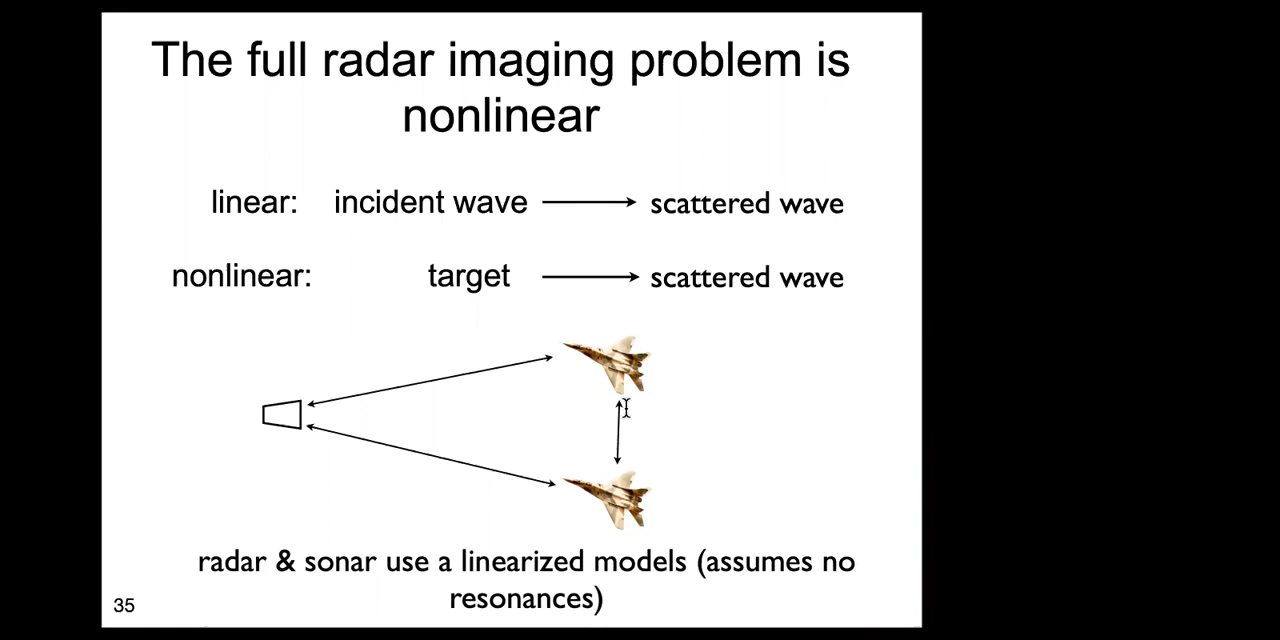 The full radar imaging problem is
nonlinear
linear: incident wave scattered wave
nonlinear: target scattered wave
radar & sonar use a linearized models (assumes no
resonances)
35